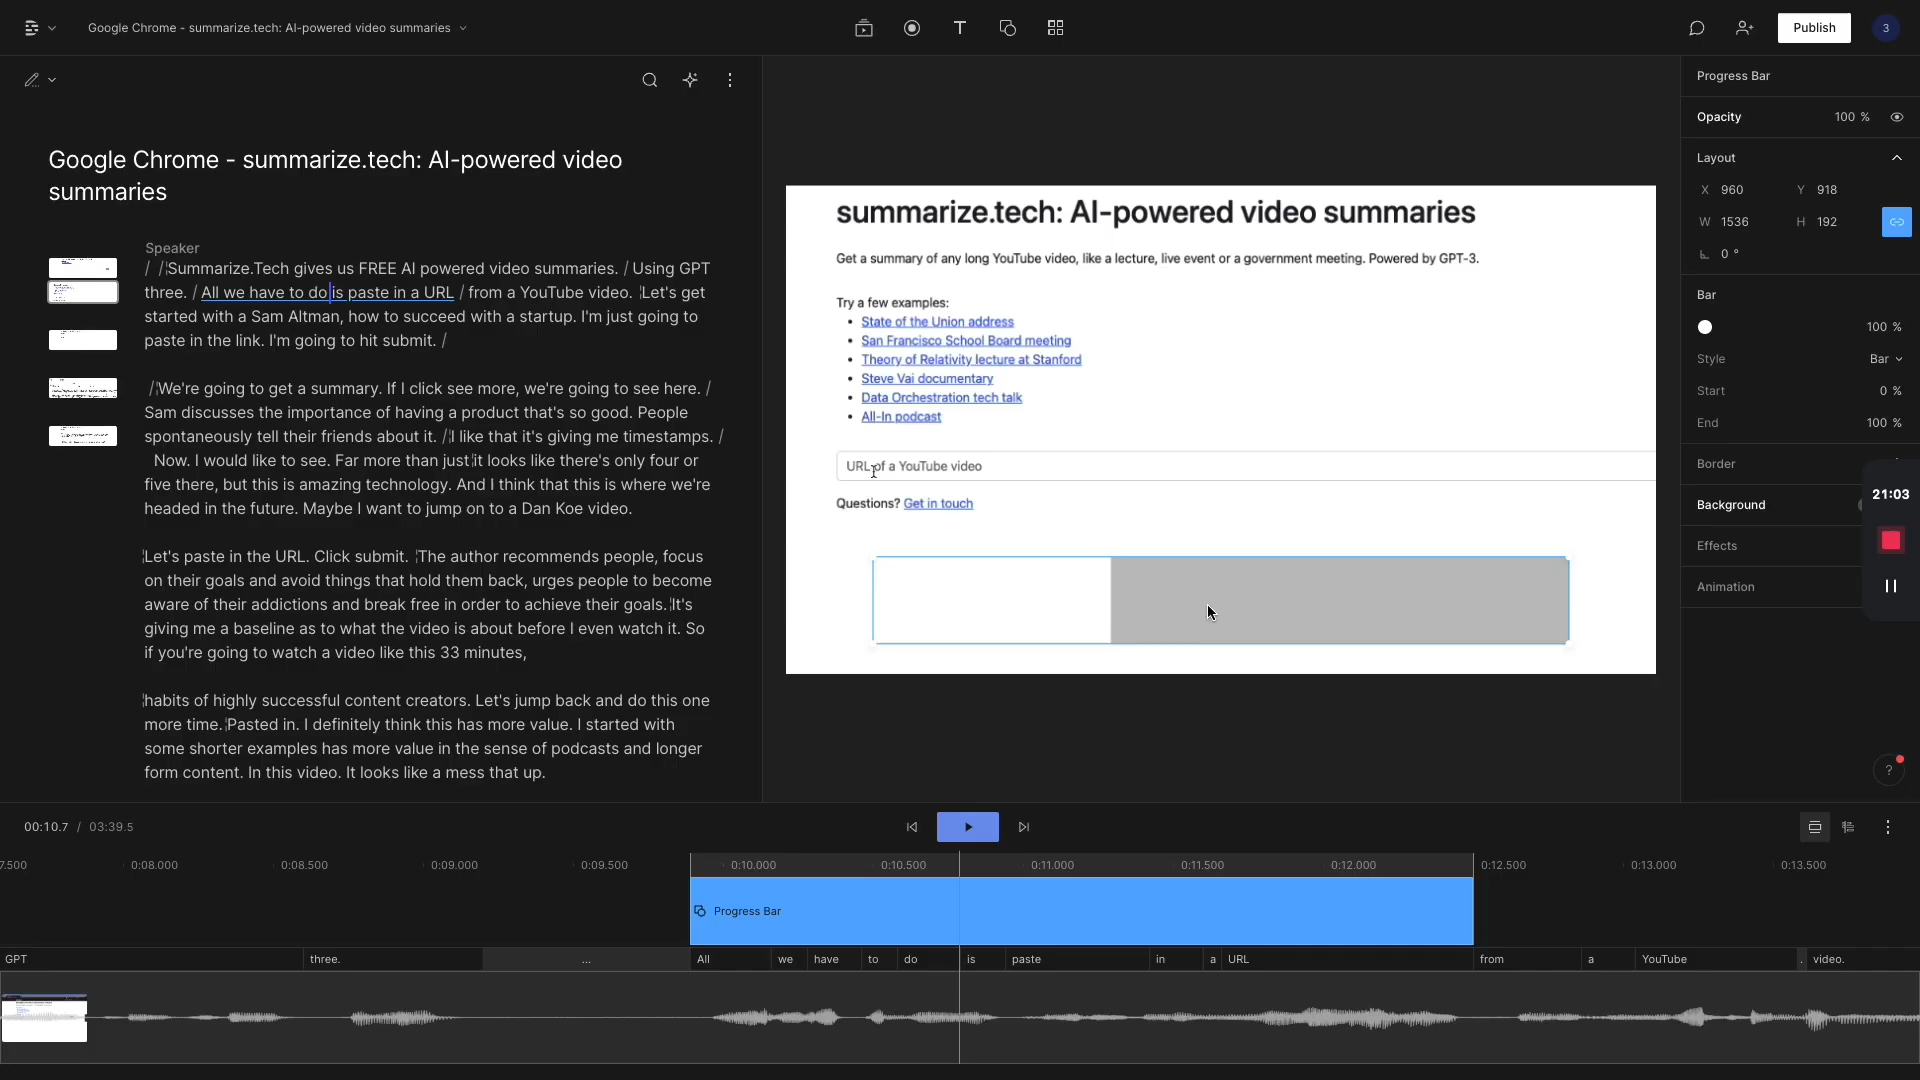 Google Chrome - summarize.tech: AI-powered video summaries
Publish
3
Google Chrome - summarize.tech: AI-powered video
summaries
Speaker
/ /Summarize.Tech gives us FREE AI powered video summaries. / Using GPT
three. / All we have to do is paste in a URL / from a YouTube video. Let's get
started with a Sam Altman, how to succeed with a startup. I'm just going to
paste in the link. I'm going to hit submit. /
/We're going to get a summary. If I click see more, we're going to see here. /
Sam discusses the importance of having a product that's so good. People
spontaneously tell their friends about it. / I like that it's giving me timestamps. /
Now. I would like to see. Far more than just it looks like there's only four or
five there, but this is amazing technology. And I think that this is where we're
headed in the future. Maybe I want to jump on to a Dan Koe video.
Let's paste in the URL. Click submit. The author recommends people, focus
on their goals and avoid things that hold them back, urges people to become
aware of their addictions and break free in order to achieve their goals. It's
giving me a baseline as to what the video is about before I even watch it. So
if you're going to watch a video like this 33 minutes,
habits of highly successful content creators. Let's jump back and do this one
more time. Pasted in. I definitely think this has more value. I started with
some shorter examples has more value in the sense of podcasts and longer
form content. In this video. It looks like a mess that up.
summarize.tech: AI-powered video summaries
Get a summary of any long YouTube video, like a lecture, live event or a government meeting. Powered by GPT-3.
Try a few examples:
• State of the Union address
• San Francisco School Board meeting
• Theory of Relativity lecture at Stanford
• Steve Vai documentary
• Data Orchestration tech talk
• All-In podcast
URL of a YouTube video
Questions? Get in touch
Progress Bar
Opacity 100 %
Layout
X 960 Y 918
W 1536 H 192
0 °
Bar
100 %
Style Bar
Start 0 %
End 100 %
Border
Background
Effects
Animation
21:03
?
00:10.7 / 03:39.5
7.500 0:08.000 0:08.500 0:09.000 0:09.500 0:10.000 0:10.500 0:11.000 0:11.500 0:12.000 0:12.500 0:13.000 0:13.500
Progress Bar
GPT three. ... All we have to do is paste in a URL from a YouTube . video.